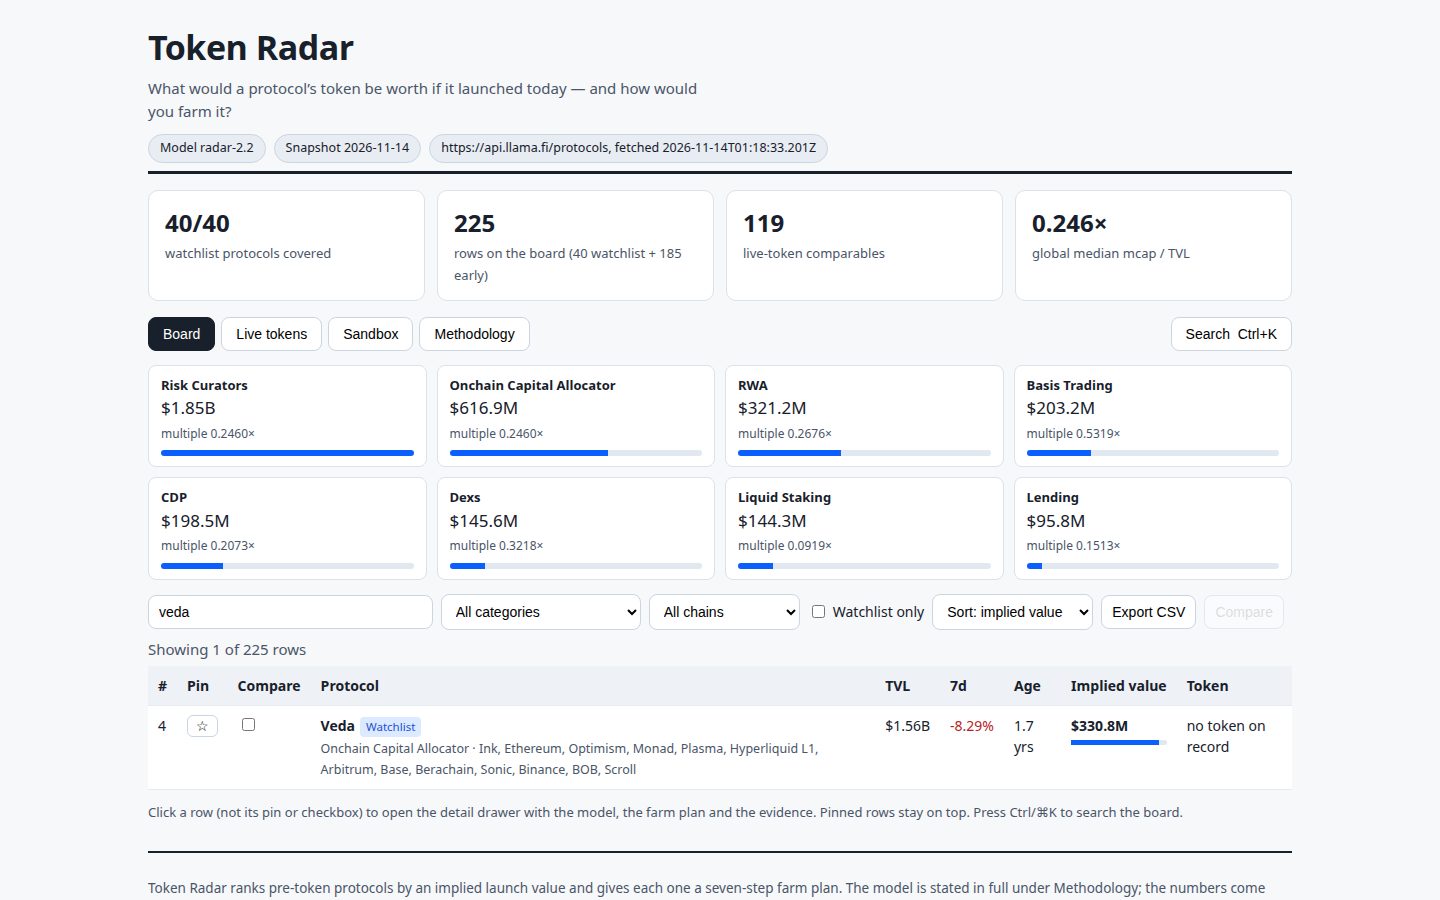 Token Radar
What would a protocol's token be worth if it launched today — and how would
you farm it?
Model radar-2.2
Snapshot 2026-11-14
https://api.llama.fi/protocols, fetched 2026-11-14T01:18:33.201Z
40/40
watchlist protocols covered
225
rows on the board (40 watchlist + 185
early)
119
live-token comparables
0.246×
global median mcap / TVL
Board
Live tokens
Sandbox
Methodology
Search Ctrl+K
Risk Curators
$1.85B
multiple 0.2460×
Onchain Capital Allocator
$616.9M
multiple 0.2460×
RWA
$321.2M
multiple 0.2676×
Basis Trading
$203.2M
multiple 0.5319×
CDP
$198.5M
multiple 0.2073×
Dexs
$145.6M
multiple 0.3218×
Liquid Staking
$144.3M
multiple 0.0919×
Lending
$95.8M
multiple 0.1513×
veda
All categories
All chains
Watchlist only
Sort: implied value
Export CSV
Compare
Showing 1 of 225 rows
# Pin Compare Protocol TVL 7d Age Implied value Token
4 ☆ Veda Watchlist $1.56B -8.29% 1.7 $330.8M no token on
yrs record
Onchain Capital Allocator · Ink, Ethereum, Optimism, Monad, Plasma, Hyperliquid L1,
Arbitrum, Base, Berachain, Sonic, Binance, BOB, Scroll
Click a row (not its pin or checkbox) to open the detail drawer with the model, the farm plan and the evidence. Pinned rows stay on top. Press Ctrl/⌘K to search the board.
Token Radar ranks pre-token protocols by an implied launch value and gives each one a seven-step farm plan. The model is stated in full under Methodology; the numbers come